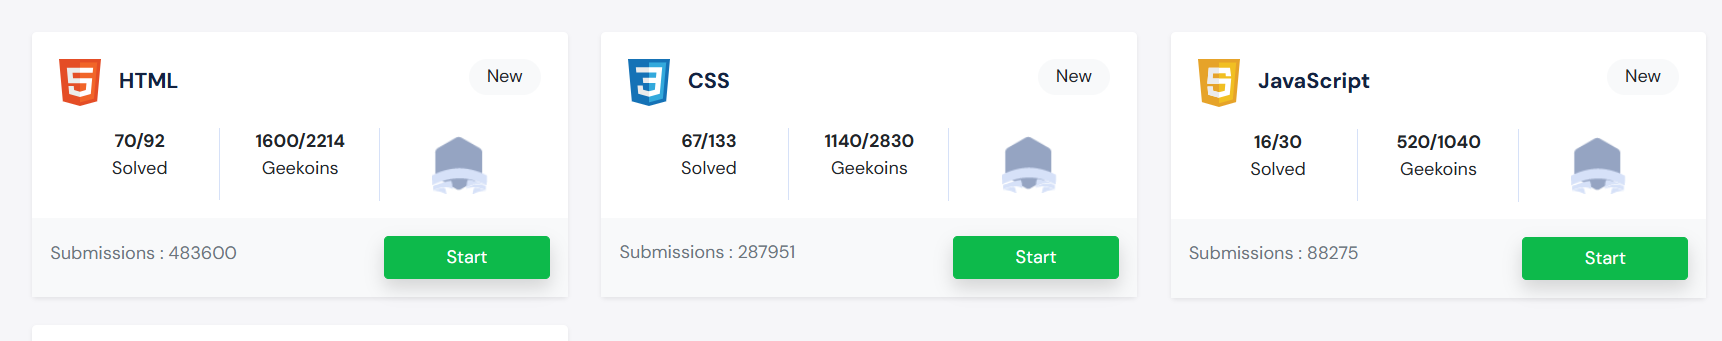 HTML
New
70/92
Solved
1600/2214
Geekoins
Submissions : 483600
Start
CSS
New
67/133
Solved
1140/2830
Geekoins
Submissions : 287951
Start
JavaScript
New
16/30
Solved
520/1040
Geekoins
Submissions : 88275
Start